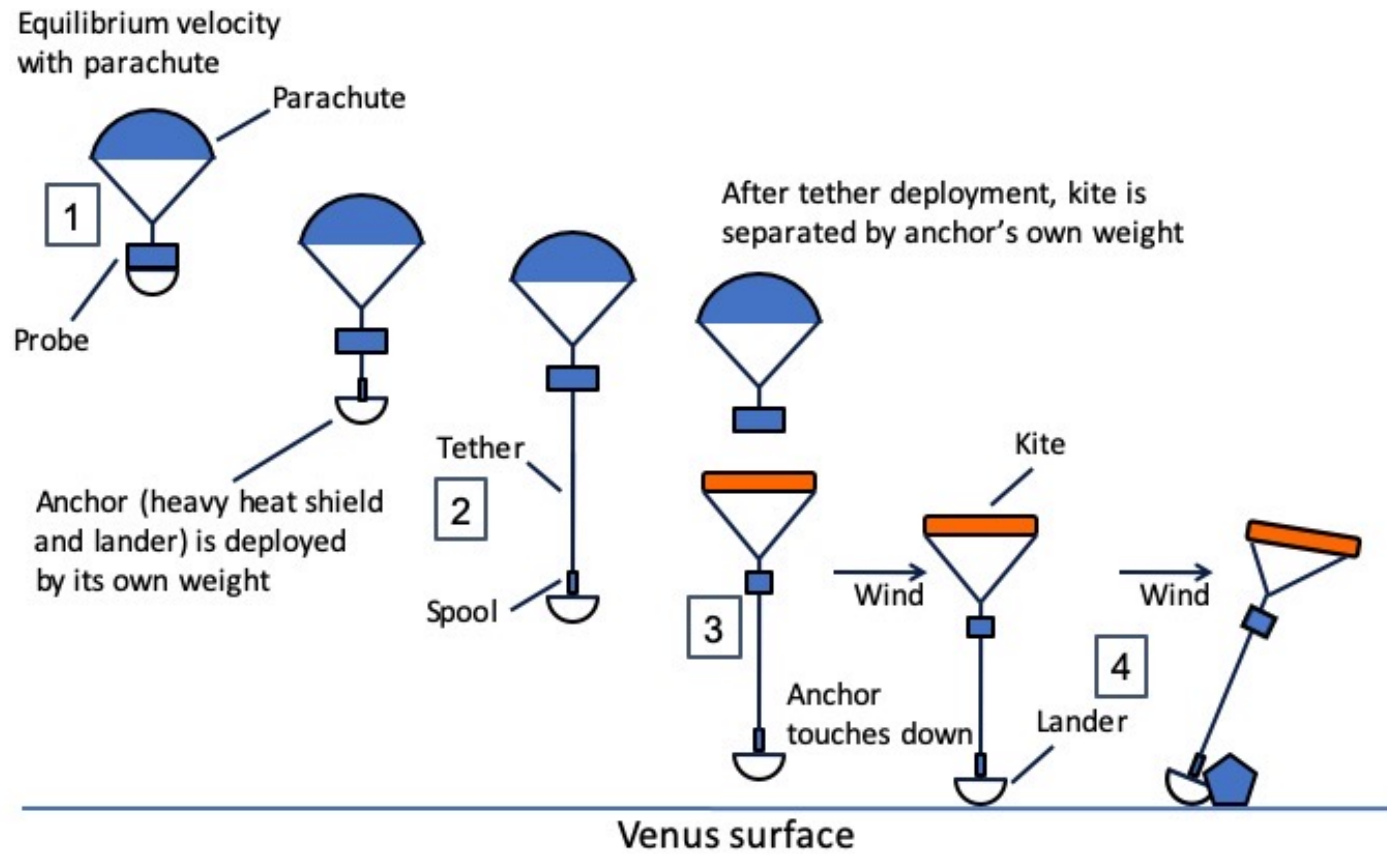 Equilibrium velocity
with parachute
Parachute
1
Probe
Anchor (heavy heat shield
and lander) is deployed
by its own weight
Tether
2
Spool
After tether deployment, kite is
separated by anchor's own weight
3
Anchor
touches down
Wind
Kite
Lander
Wind
4
Venus surface